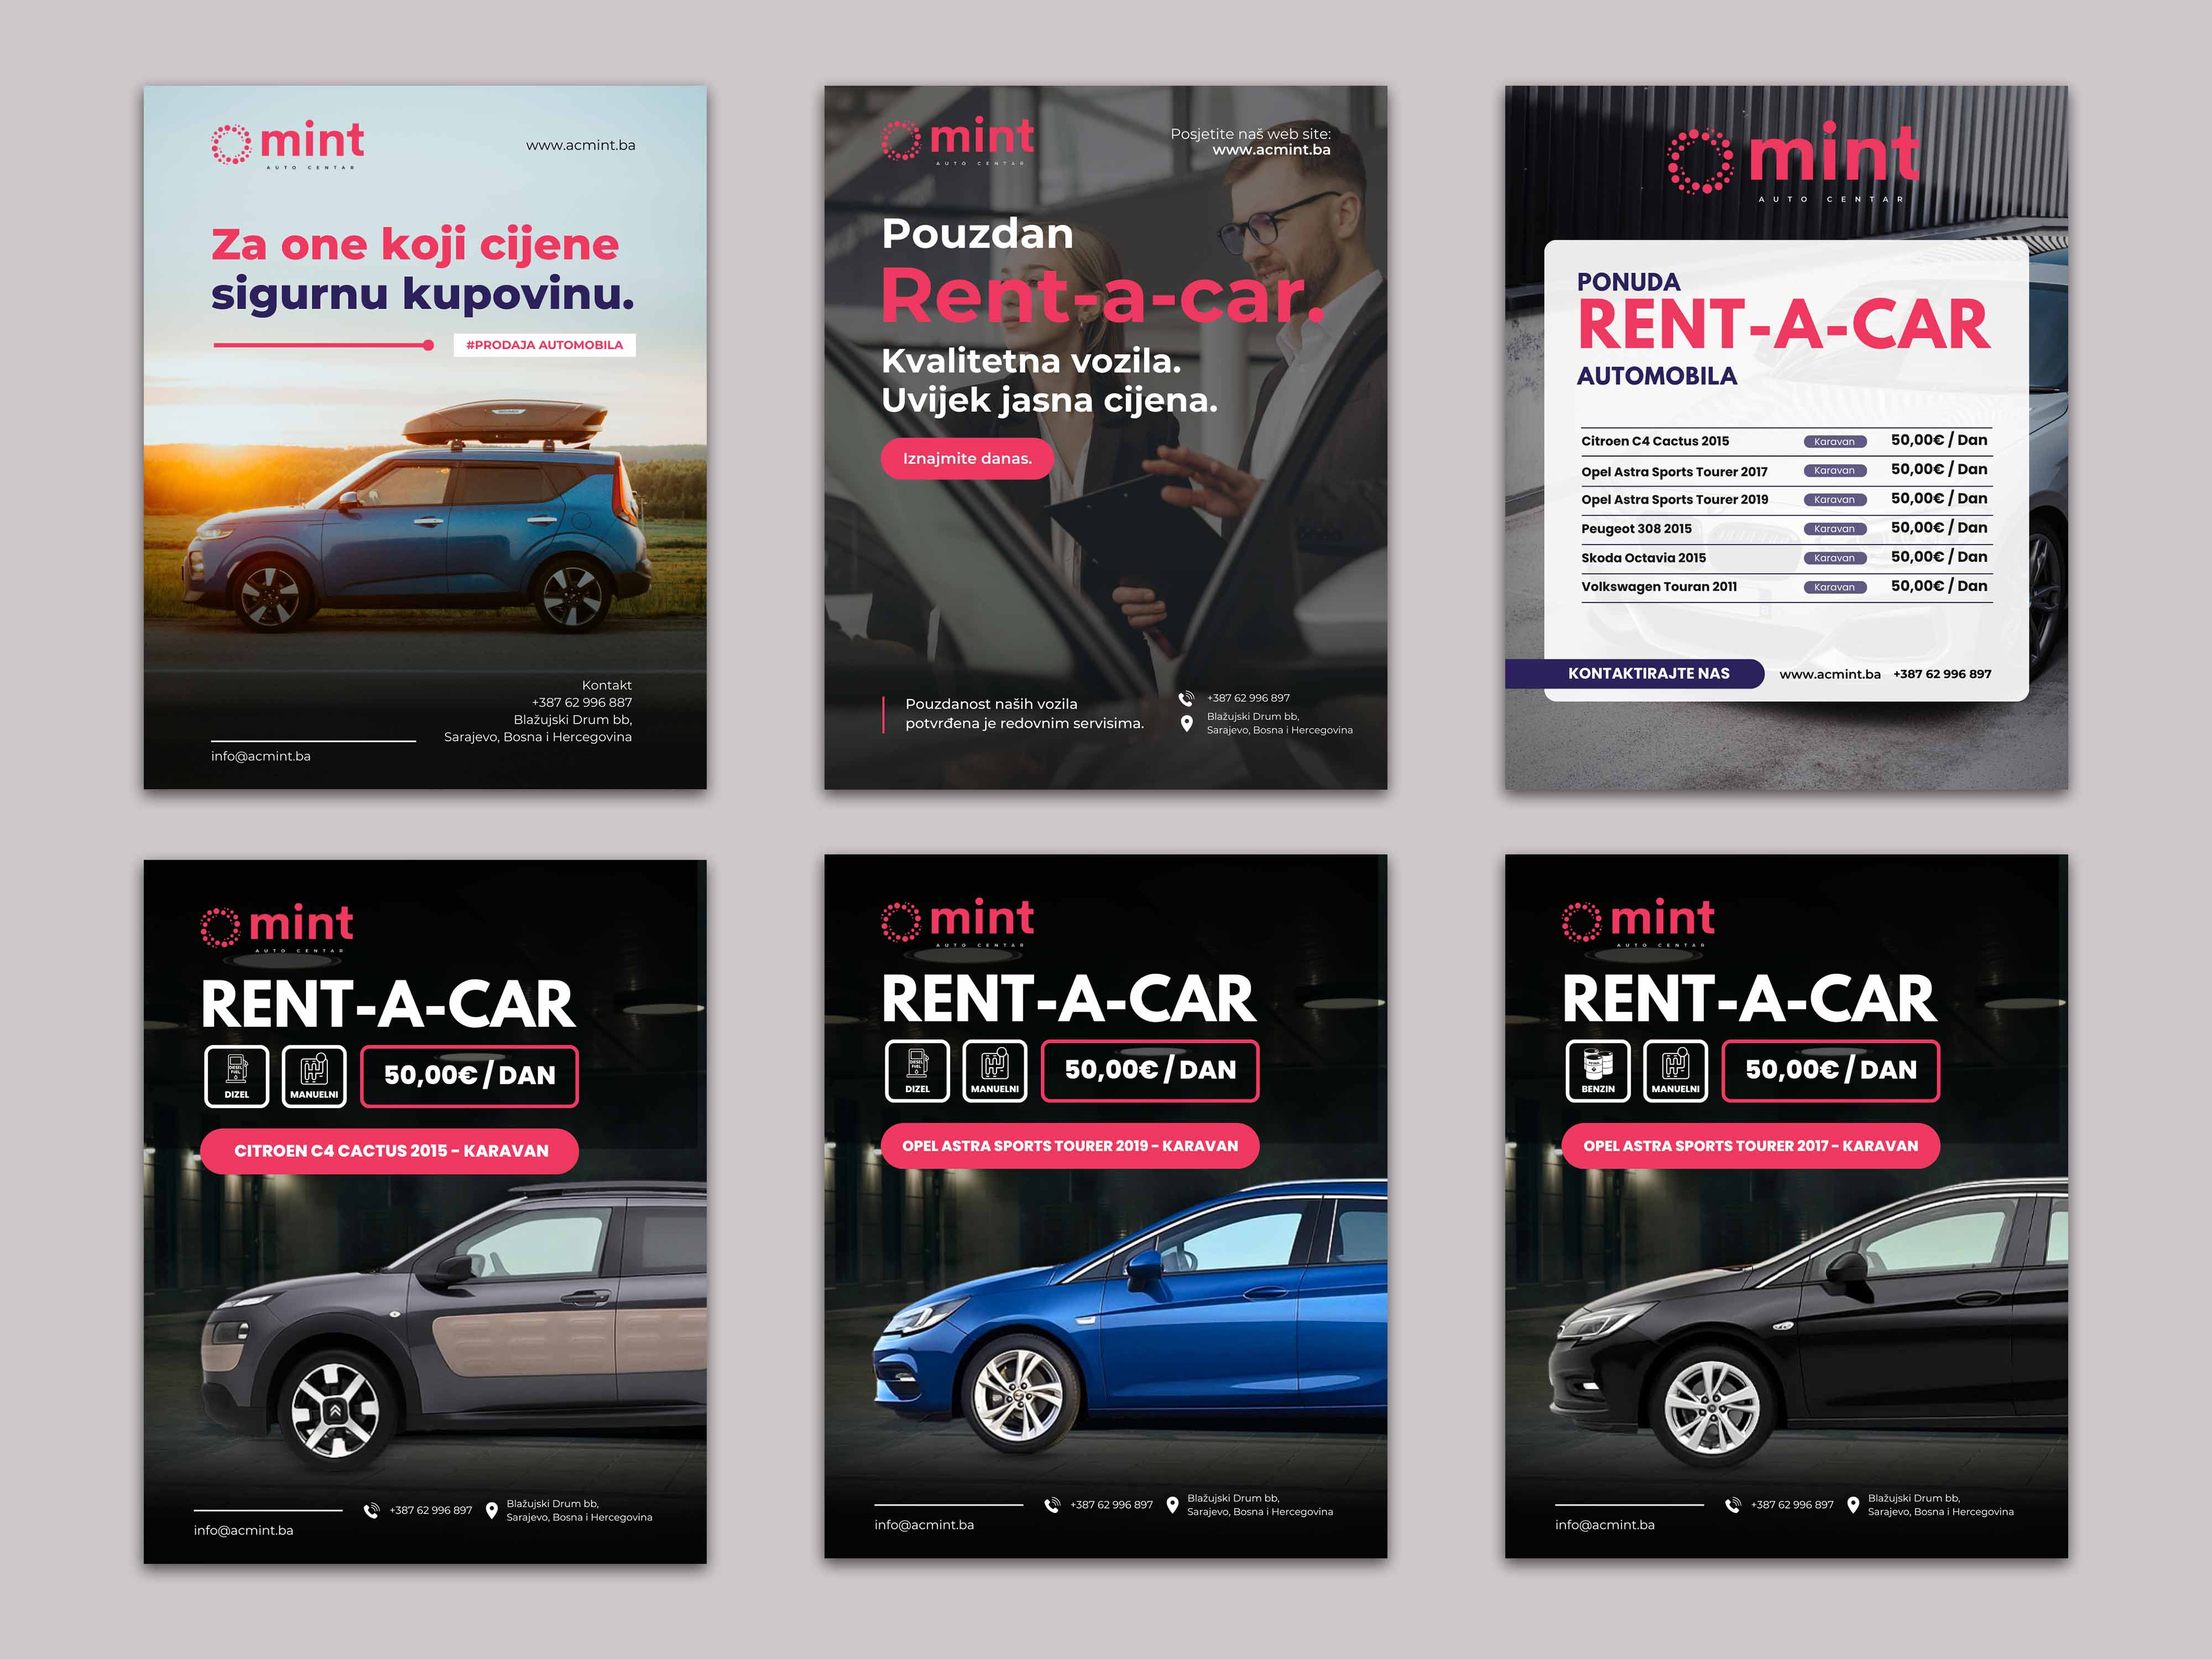 mint
AUTO CENTAR
www.acmint.ba
Za one koji cijene
sigurnu kupovinu.
#PRODAJA AUTOMOBILA
Kontakt
+387 62 996 887
Blažujski Drum bb,
Sarajevo, Bosna i Hercegovina
info@acmint.ba
mint
AUTO CENTAR
Posjetite naš web site:
www.acmint.ba
Pouzdan
Rent-a-car.
Kvalitetna vozila.
Uvijek jasna cijena.
Iznajmite danas.
Pouzdanost naših vozila
potvrđena je redovnim servisima.
+387 62 996 897
Blažujski Drum bb,
Sarajevo, Bosna i Hercegovina
mint
AUTO CENTAR
PONUDA
RENT-A-CAR
AUTOMOBILA
Citroen C4 Cactus 2015 Karavan 50,00€ / Dan
Opel Astra Sports Tourer 2017 Karavan 50,00€ / Dan
Opel Astra Sports Tourer 2019 Karavan 50,00€ / Dan
Peugeot 308 2015 Karavan 50,00€ / Dan
Skoda Octavia 2015 Karavan 50,00€ / Dan
Volkswagen Touran 2011 Karavan 50,00€ / Dan
KONTAKTIRAJTE NAS www.acmint.ba +387 62 996 897
mint
AUTO CENTAR
RENT-A-CAR
DIESEL
FUEL
DIZEL MANUELNI 50,00€ / DAN
CITROEN C4 CACTUS 2015 - KARAVAN
+387 62 996 897
Blažujski Drum bb,
Sarajevo, Bosna i Hercegovina
info@acmint.ba
mint
AUTO CENTAR
RENT-A-CAR
DIESEL
FUEL
DIZEL MANUELNI 50,00€ / DAN
OPEL ASTRA SPORTS TOURER 2019 - KARAVAN
+387 62 996 897
Blažujski Drum bb,
Sarajevo, Bosna i Hercegovina
info@acmint.ba
mint
AUTO CENTAR
RENT-A-CAR
BENZIN MANUELNI 50,00€ / DAN
OPEL ASTRA SPORTS TOURER 2017 - KARAVAN
+387 62 996 897
Blažujski Drum bb,
Sarajevo, Bosna i Hercegovina
info@acmint.ba